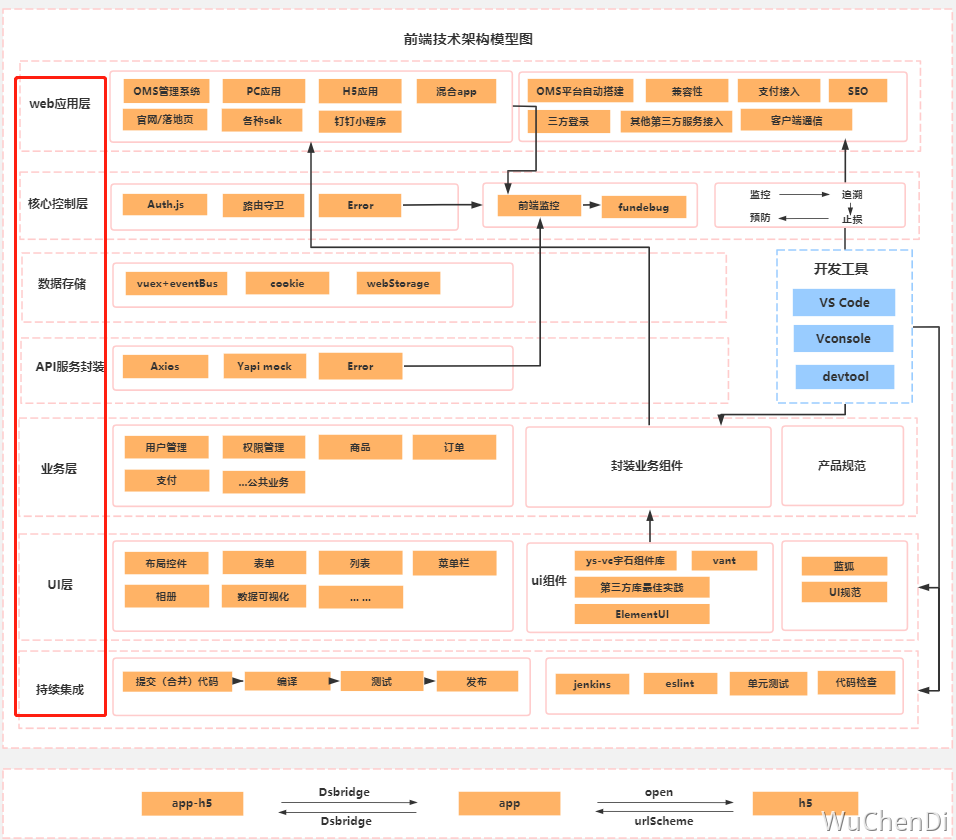 前端技术架构模型图
web应用层
OMS管理系统
PC应用
H5应用
混合app
官网/落地页
各种sdk
钉钉小程序
OMS平台自动搭建
兼容性
支付接入
SEO
三方登录
其他第三方服务接入
客户端通信
核心控制层
Auth.js
路由守卫
Error
前端监控
fundebug
监控
追溯
预防
止损
数据存储
vuex+eventBus
cookie
webStorage
开发工具
VS Code
Vconsole
devtool
API服务封装
Axios
Yapi mock
Error
业务层
用户管理
权限管理
商品
订单
支付
...公共业务
封装业务组件
产品规范
UI层
布局控件
表单
列表
菜单栏
相册
数据可视化
... ...
ui组件
ys-vc宇石组件库
vant
第三方库最佳实践
ElementUI
蓝狐
UI规范
持续集成
提交（合并）代码
编译
测试
发布
jenkins
eslint
单元测试
代码检查
app-h5
Dsbridge
Dsbridge
app
open
urlScheme
h5
WuChenDi